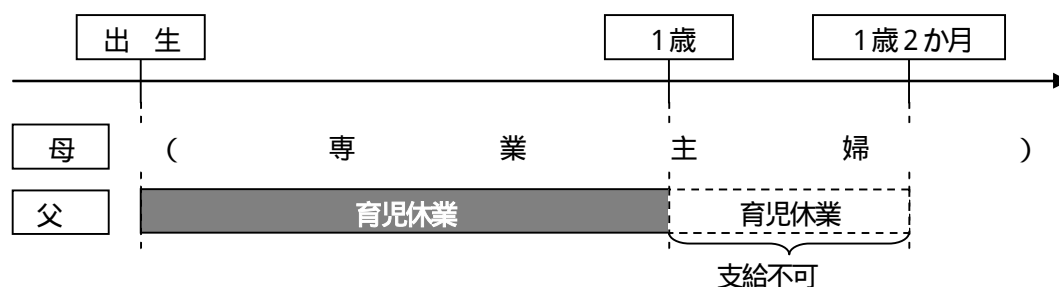 出 生 1歳 1歳2か月
母 ( 専 業 主 婦 )
父 育児休業 育児休業
支給不可